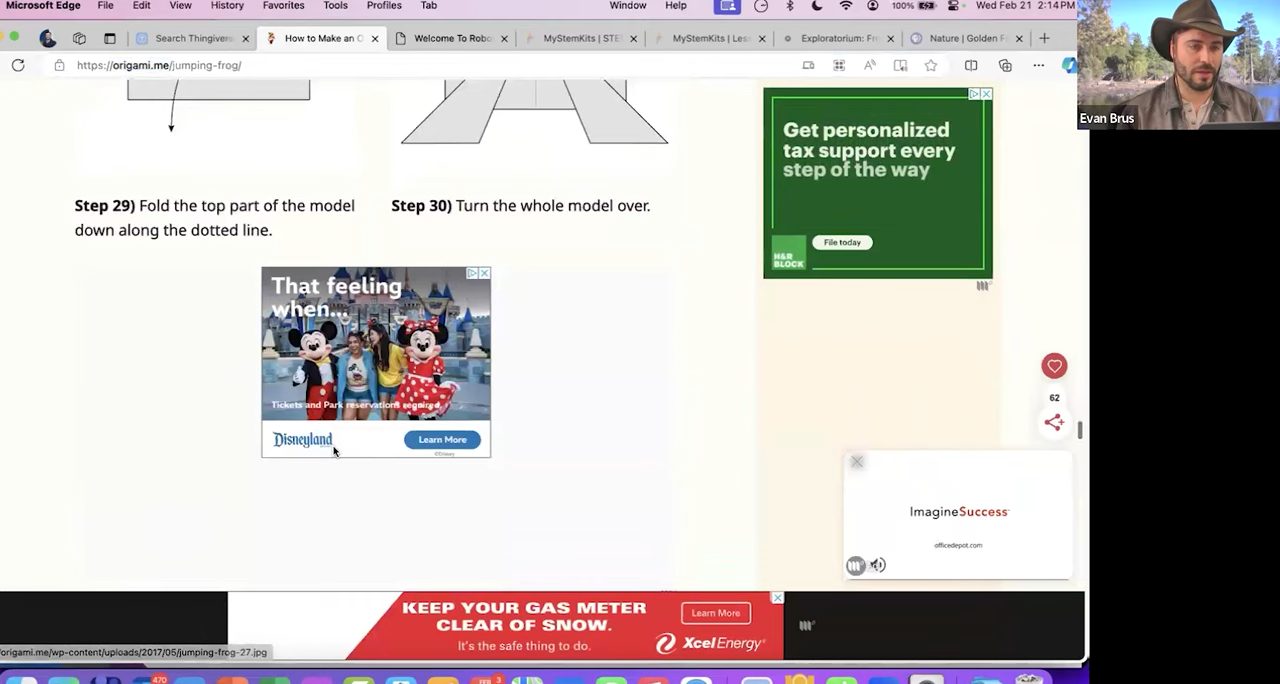 Microsoft Edge File Edit View History Favorites Tools Profiles Tab Window Help 100% Wed Feb 21 2:14PM
Search Thingiver
How to Make an O
Welcome To Robo
MyStemKits | STE
MyStemKits | Les
Exploratorium: Fr
Nature | Golden F
https://origami.me/jumping-frog/
Evan Brus
Get personalized
tax support every
step of the way
File today
H&R
BLOCK
Step 29) Fold the top part of the model
down along the dotted line.
Step 30) Turn the whole model over.
That feeling
when...
Tickets and Park reservations required.
Disneyland
Learn More
©Disney
62
ImagineSuccess
officedepot.com
KEEP YOUR GAS METER
CLEAR OF SNOW.
It's the safe thing to do.
Learn More
Xcel Energy®
origami.me/wp-content/uploads/2017/05/jumping-frog-27.jpg
470
FEB
3